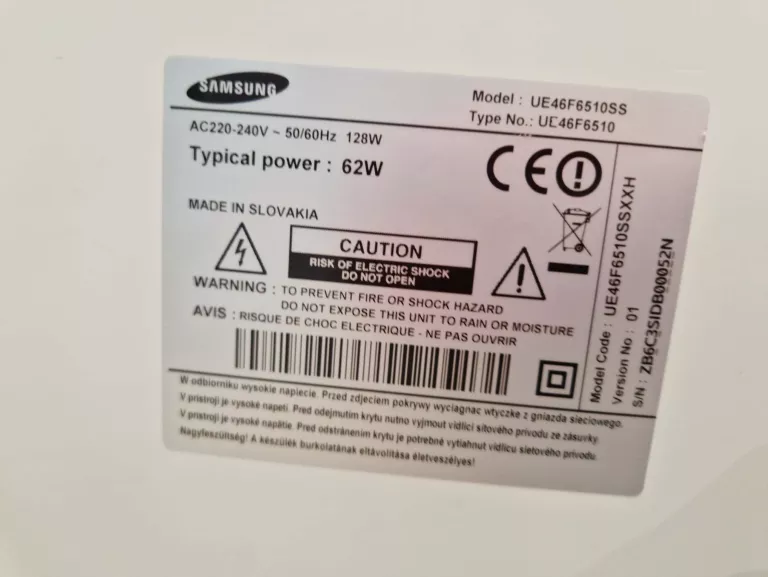 SAMSUNG
Model : UE46F6510SS
Type No.: UE46F6510
AC220-240V ~ 50/60Hz 128W
Typical power : 62W
MADE IN SLOVAKIA
CAUTION
RISK OF ELECTRIC SHOCK
DO NOT OPEN
WARNING : TO PREVENT FIRE OR SHOCK HAZARD
DO NOT EXPOSE THIS UNIT TO RAIN OR MOISTURE
AVIS : RISQUE DE CHOC ELECTRIQUE - NE PAS OUVRIR
W odbiorniku wysokie napiecie. Przed zdjeciem pokrywy wyciagnac wtyczke z gniazda sieciowego.
V prístroji je vysoké napetí. Pred odejmutím krytu nutno vyjmout vidlici sítového prívodu ze zásuvky.
V prístroji je vysoké napätie. Pred odstránením krytu je potrebné vytiahnut vidlicu sietového prívodu.
Nagyfeszültség! A készülék burkolatának eltávolítása életveszélyes!
Model Code : UE46F6510SSXXH
Version No : 01
S/N : ZB6C3SIDB00052N